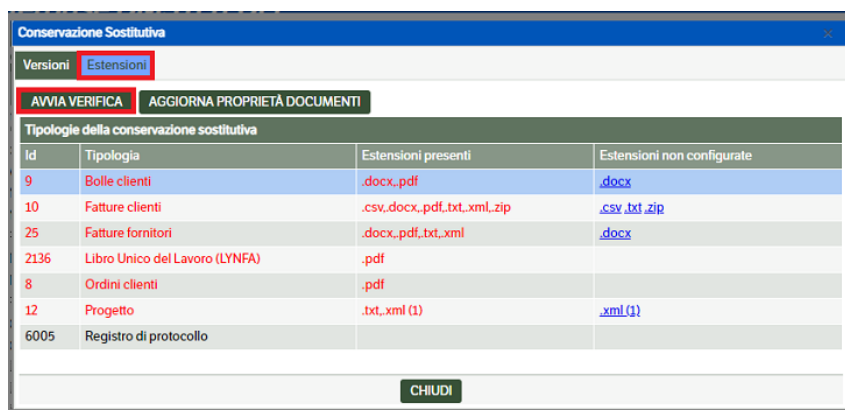 Conservazione Sostitutiva
Versioni Estensioni
AVVIA VERIFICA AGGIORNA PROPRIETÀ DOCUMENTI
Tipologie della conservazione sostitutiva
Id Tipologia Estensioni presenti Estensioni non configurate
9 Bolle clienti .docx,.pdf .docx
10 Fatture clienti .csv,.docx,.pdf,.txt,.xml,.zip .csv .txt .zip
25 Fatture fornitori .docx,.pdf,.txt,.xml .docx
2136 Libro Unico del Lavoro (LYNFA) .pdf
8 Ordini clienti .pdf
12 Progetto .txt,.xml (1) .xml (1)
6005 Registro di protocollo
CHIUDI